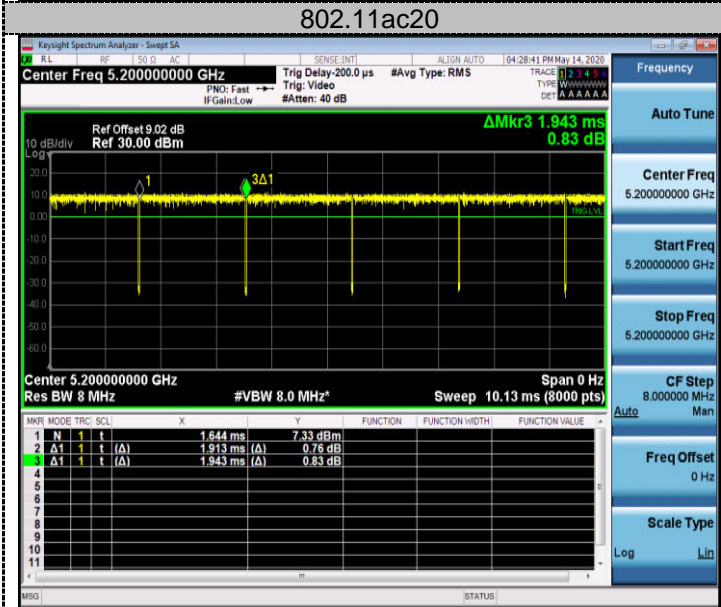 802.11ac20
Keysight Spectrum Analyzer - Swept SA
RL RF 50 Ω AC SENSE:INT ALIGN AUTO 04:28:41 PM May 14, 2020
Center Freq 5.200000000 GHz
PNO: Fast
IFGain:Low
Trig Delay-200.0 µs
Trig: Video
#Atten: 40 dB
#Avg Type: RMS
TRACE 1 2 3 4 5 6
TYPE WWWWWW
DET A A A A A A
Frequency
Auto Tune
Center Freq
5.200000000 GHz
Start Freq
5.200000000 GHz
Stop Freq
5.200000000 GHz
CF Step
8.000000 MHz
Auto Man
Freq Offset
0 Hz
Scale Type
Log Lin
ΔMkr3 1.943 ms
0.83 dB
Ref Offset 9.02 dB
10 dB/div Ref 30.00 dBm
Log
20.0
10.0
0.00
-10.0
-20.0
-30.0
-40.0
-50.0
-60.0
1
3Δ1
TRIG LVL
Center 5.200000000 GHz Span 0 Hz
Res BW 8 MHz #VBW 8.0 MHz* Sweep 10.13 ms (8000 pts)
MKR MODE TRC SCL X Y FUNCTION FUNCTION WIDTH FUNCTION VALUE
1 N 1 t 1.644 ms 7.33 dBm
2 Δ1 1 t (Δ) 1.913 ms (Δ) 0.76 dB
3 Δ1 1 t (Δ) 1.943 ms (Δ) 0.83 dB
4
5
6
7
8
9
10
11
MSG STATUS